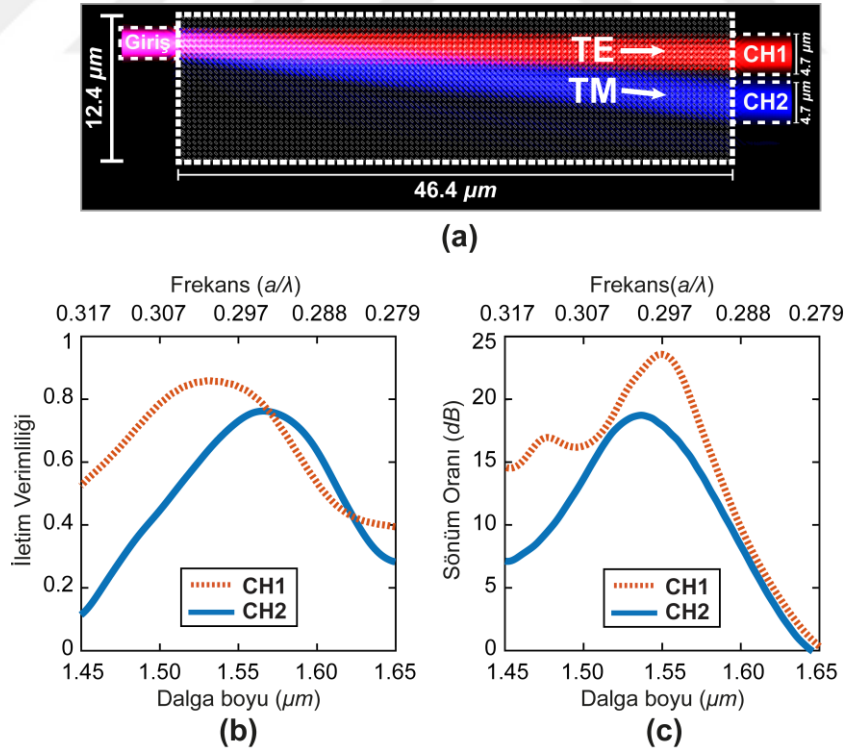 Giriş
TE
CH1
4.7 μm
TM
CH2
4.7 μm
12.4 μm
46.4 μm
(a)
Frekans (a/λ)
0.317 0.307 0.297 0.288 0.279
1
0.8
0.6
0.4
0.2
0
İletim Verimliliği
CH1
CH2
1.45 1.50 1.55 1.60 1.65
Dalga boyu (μm)
(b)
Frekans(a/λ)
0.317 0.307 0.297 0.288 0.279
25
20
15
10
5
0
Sönüm Oranı (dB)
CH1
CH2
1.45 1.50 1.55 1.60 1.65
Dalga boyu (μm)
(c)